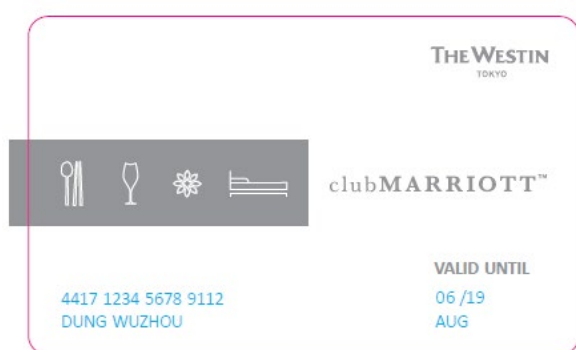 THE WESTIN
TOKYO
clubMARRIOTT™
VALID UNTIL
4417 1234 5678 9112
06 /19
DUNG WUZHOU
AUG